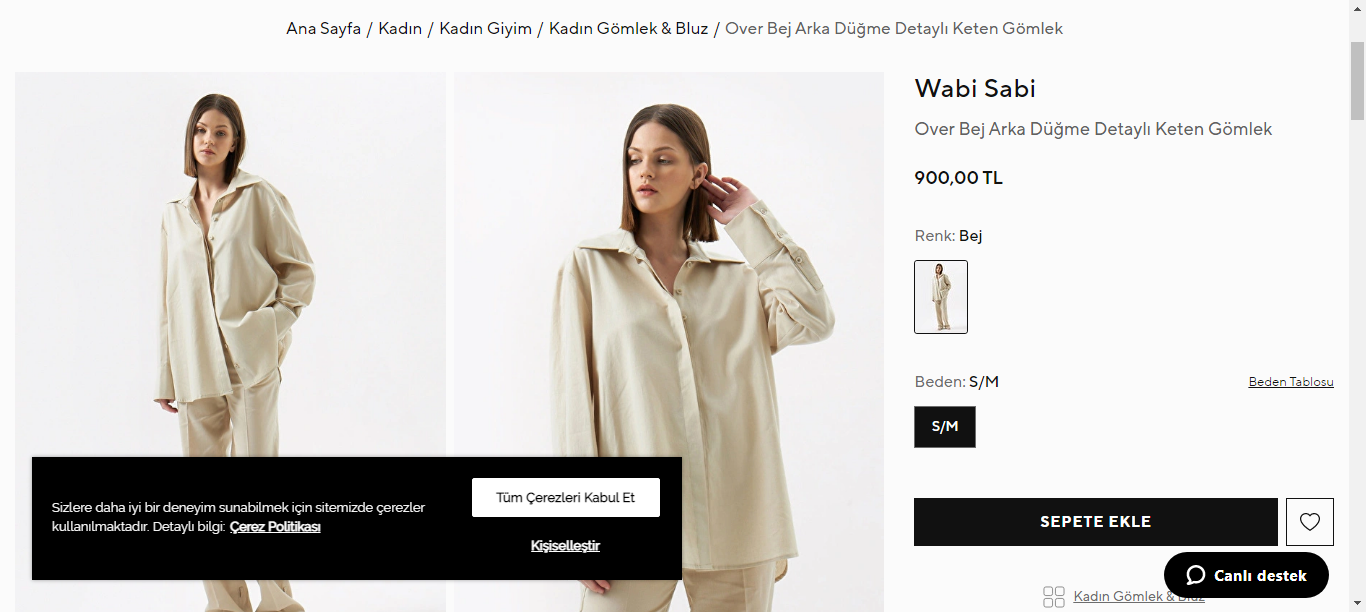 Ana Sayfa / Kadın / Kadın Giyim / Kadın Gömlek & Bluz / Over Bej Arka Düğme Detaylı Keten Gömlek
Wabi Sabi
Over Bej Arka Düğme Detaylı Keten Gömlek
900,00 TL
Renk: Bej
Beden: S/M
Beden Tablosu
S/M
SEPETE EKLE
Kadın Gömlek & Bluz
Canlı destek
Sizlere daha iyi bir deneyim sunabilmek için sitemizde çerezler
kullanılmaktadır. Detaylı bilgi: Çerez Politikası
Tüm Çerezleri Kabul Et
Kişiselleştir